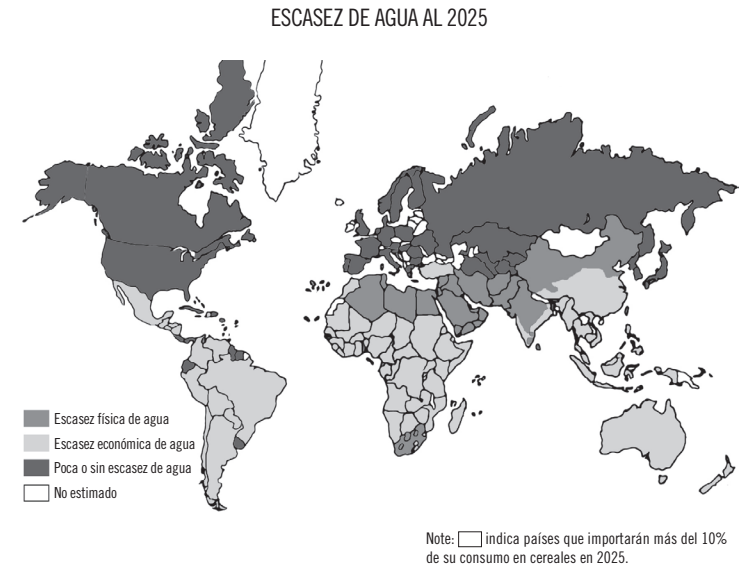 ESCASEZ DE AGUA AL 2025
Escasez física de agua
Escasez económica de agua
Poca o sin escasez de agua
No estimado
Note: indica países que importarán más del 10%
de su consumo en cereales en 2025.